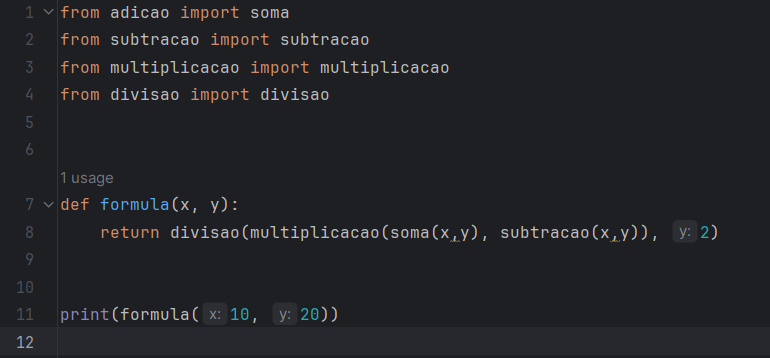 1 from adicao import soma
2 from subtracao import subtracao
3 from multiplicacao import multiplicacao
4 from divisao import divisao
5
6
1 usage
7 def formula(x, y):
8     return divisao(multiplicacao(soma(x,y), subtracao(x,y)), y: 2)
9
10
11 print(formula( x: 10, y: 20))
12